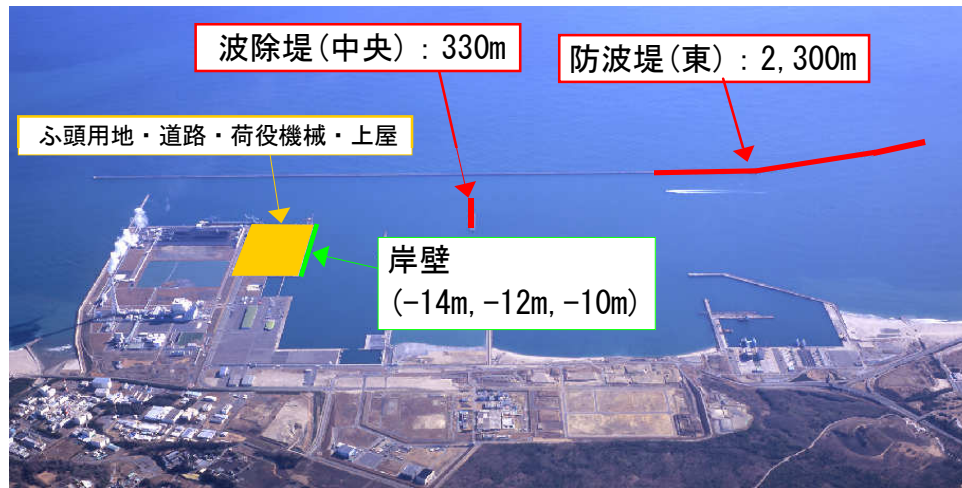 波除堤(中央)：330m
防波堤(東)：2,300m
ふ頭用地・道路・荷役機械・上屋
岸壁
(-14m,-12m,-10m)